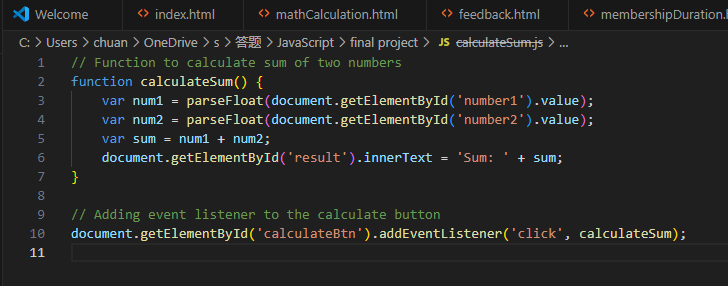 Welcome index.html mathCalculation.html feedback.html membershipDuration.
C: > Users > chuan > OneDrive > s > 答题 > JavaScript > final project > JS calculateSum.js > ...
1 // Function to calculate sum of two numbers
2 function calculateSum() {
3 var num1 = parseFloat(document.getElementById('number1').value);
4 var num2 = parseFloat(document.getElementById('number2').value);
5 var sum = num1 + num2;
6 document.getElementById('result').innerText = 'Sum: ' + sum;
7 }
8
9 // Adding event listener to the calculate button
10 document.getElementById('calculateBtn').addEventListener('click', calculateSum);
11